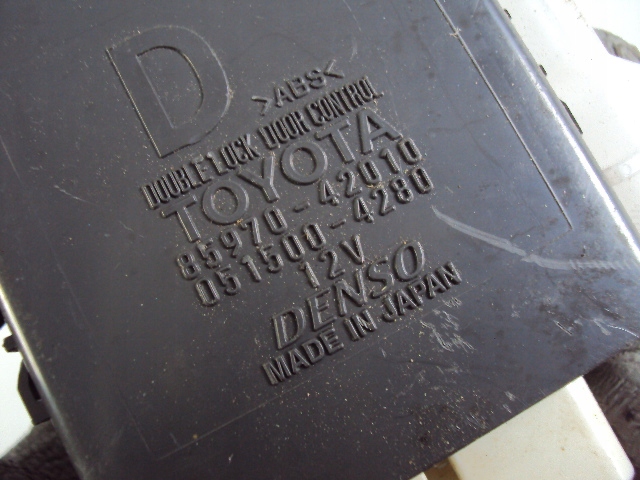 D
>ABS<
DOUBLE LOCK DOOR CONTROL
TOYOTA
85970-42010
051500-4280
12V
DENSO
MADE IN JAPAN